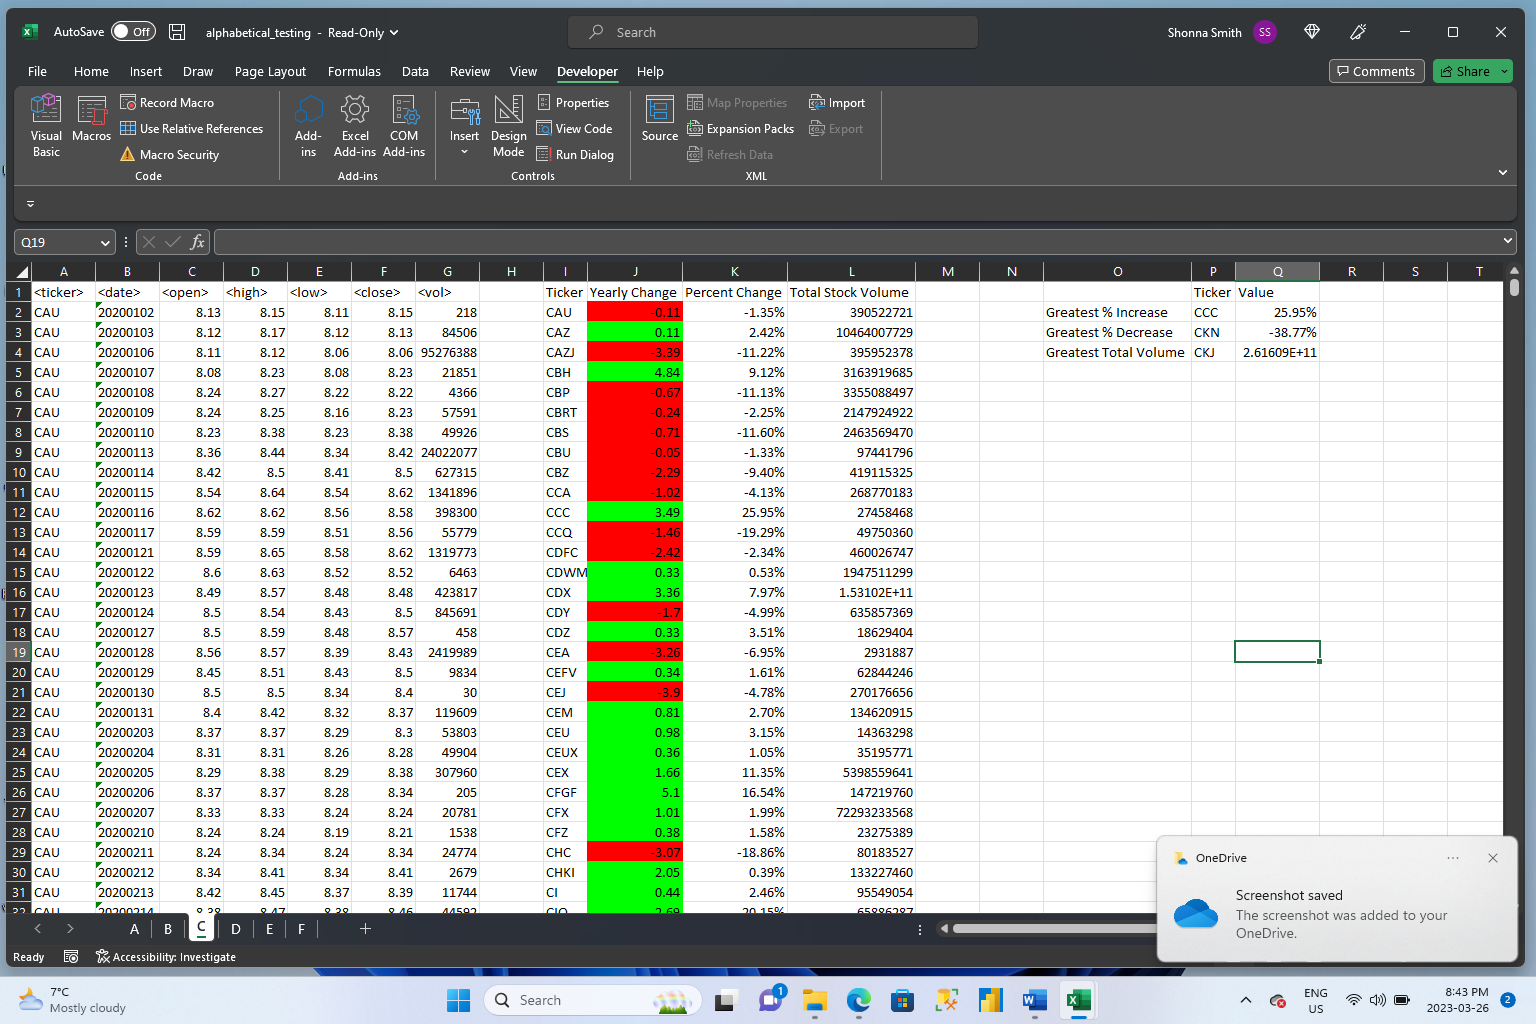 AutoSave Off alphabetical_testing - Read-Only Search Shonna Smith SS
File Home Insert Draw Page Layout Formulas Data Review View Developer Help Comments Share
Visual Basic
Macros
Record Macro
Use Relative References
Macro Security
Code
Add-ins
Excel Add-ins
COM Add-ins
Add-ins
Insert
Design Mode
Properties
View Code
Run Dialog
Controls
Source
Map Properties
Expansion Packs
Refresh Data
Import
Export
XML
Q19 fx
A B C D E F G H I J K L M N O P Q R S T
1 <ticker> <date> <open> <high> <low> <close> <vol> Ticker Yearly Change Percent Change Total Stock Volume Ticker Value
2 CAU 20200102 8.13 8.15 8.11 8.15 218 CAU -0.11 -1.35% 390522721 Greatest % Increase CCC 25.95%
3 CAU 20200103 8.12 8.17 8.12 8.13 84506 CAZ 0.11 2.42% 10464007729 Greatest % Decrease CKN -38.77%
4 CAU 20200106 8.11 8.12 8.06 8.06 95276388 CAZJ -3.39 -11.22% 395952378 Greatest Total Volume CKJ 2.61609E+11
5 CAU 20200107 8.08 8.23 8.08 8.23 21851 CBH 4.84 9.12% 3163919685
6 CAU 20200108 8.24 8.27 8.22 8.22 4366 CBP -0.67 -11.13% 3355088497
7 CAU 20200109 8.24 8.25 8.16 8.23 57591 CBRT -0.24 -2.25% 2147924922
8 CAU 20200110 8.23 8.38 8.23 8.38 49926 CBS -0.71 -11.60% 2463569470
9 CAU 20200113 8.36 8.44 8.34 8.42 24022077 CBU -0.05 -1.33% 97441796
10 CAU 20200114 8.42 8.5 8.41 8.5 627315 CBZ -2.29 -9.40% 419115325
11 CAU 20200115 8.54 8.64 8.54 8.62 1341896 CCA -1.02 -4.13% 268770183
12 CAU 20200116 8.62 8.62 8.56 8.58 398300 CCC 3.49 25.95% 27458468
13 CAU 20200117 8.59 8.59 8.51 8.56 55779 CCQ -1.46 -19.29% 49750360
14 CAU 20200121 8.59 8.65 8.58 8.62 1319773 CDFC -2.42 -2.34% 460026747
15 CAU 20200122 8.6 8.63 8.52 8.52 6463 CDWM 0.33 0.53% 1947511299
16 CAU 20200123 8.49 8.57 8.48 8.48 423817 CDX 3.36 7.97% 1.53102E+11
17 CAU 20200124 8.5 8.54 8.43 8.5 845691 CDY -1.7 -4.99% 635857369
18 CAU 20200127 8.5 8.59 8.48 8.57 458 CDZ 0.33 3.51% 18629404
19 CAU 20200128 8.56 8.57 8.39 8.43 2419989 CEA -3.26 -6.95% 2931887
20 CAU 20200129 8.45 8.51 8.43 8.5 9834 CEFV 0.34 1.61% 62844246
21 CAU 20200130 8.5 8.5 8.34 8.4 30 CEJ -3.9 -4.78% 270176656
22 CAU 20200131 8.4 8.42 8.32 8.37 119609 CEM 0.81 2.70% 134620915
23 CAU 20200203 8.37 8.37 8.29 8.3 53803 CEU 0.98 3.15% 14363298
24 CAU 20200204 8.31 8.31 8.26 8.28 49904 CEUX 0.36 1.05% 35195771
25 CAU 20200205 8.29 8.38 8.29 8.38 307960 CEX 1.66 11.35% 5398559641
26 CAU 20200206 8.37 8.37 8.28 8.34 205 CFGF 5.1 16.54% 147219760
27 CAU 20200207 8.33 8.33 8.24 8.24 20781 CFX 1.01 1.99% 72293233568
28 CAU 20200210 8.24 8.24 8.19 8.21 1538 CFZ 0.38 1.58% 23275389
29 CAU 20200211 8.24 8.34 8.24 8.34 24774 CHC -3.07 -18.86% 80183527
30 CAU 20200212 8.34 8.41 8.34 8.41 2679 CHKI 2.05 0.39% 133227460
31 CAU 20200213 8.42 8.45 8.37 8.39 11744 CI 0.44 2.46% 95549054
32 CAU 20200214 8.38 8.47 8.38 8.46 44592 2.69 20.15% 65886287
OneDrive
Screenshot saved
The screenshot was added to your
OneDrive.
A B C D E F +
Ready Accessibility: Investigate
7°C
Mostly cloudy
Search
1
ENG
US
8:43 PM
2023-03-26
2